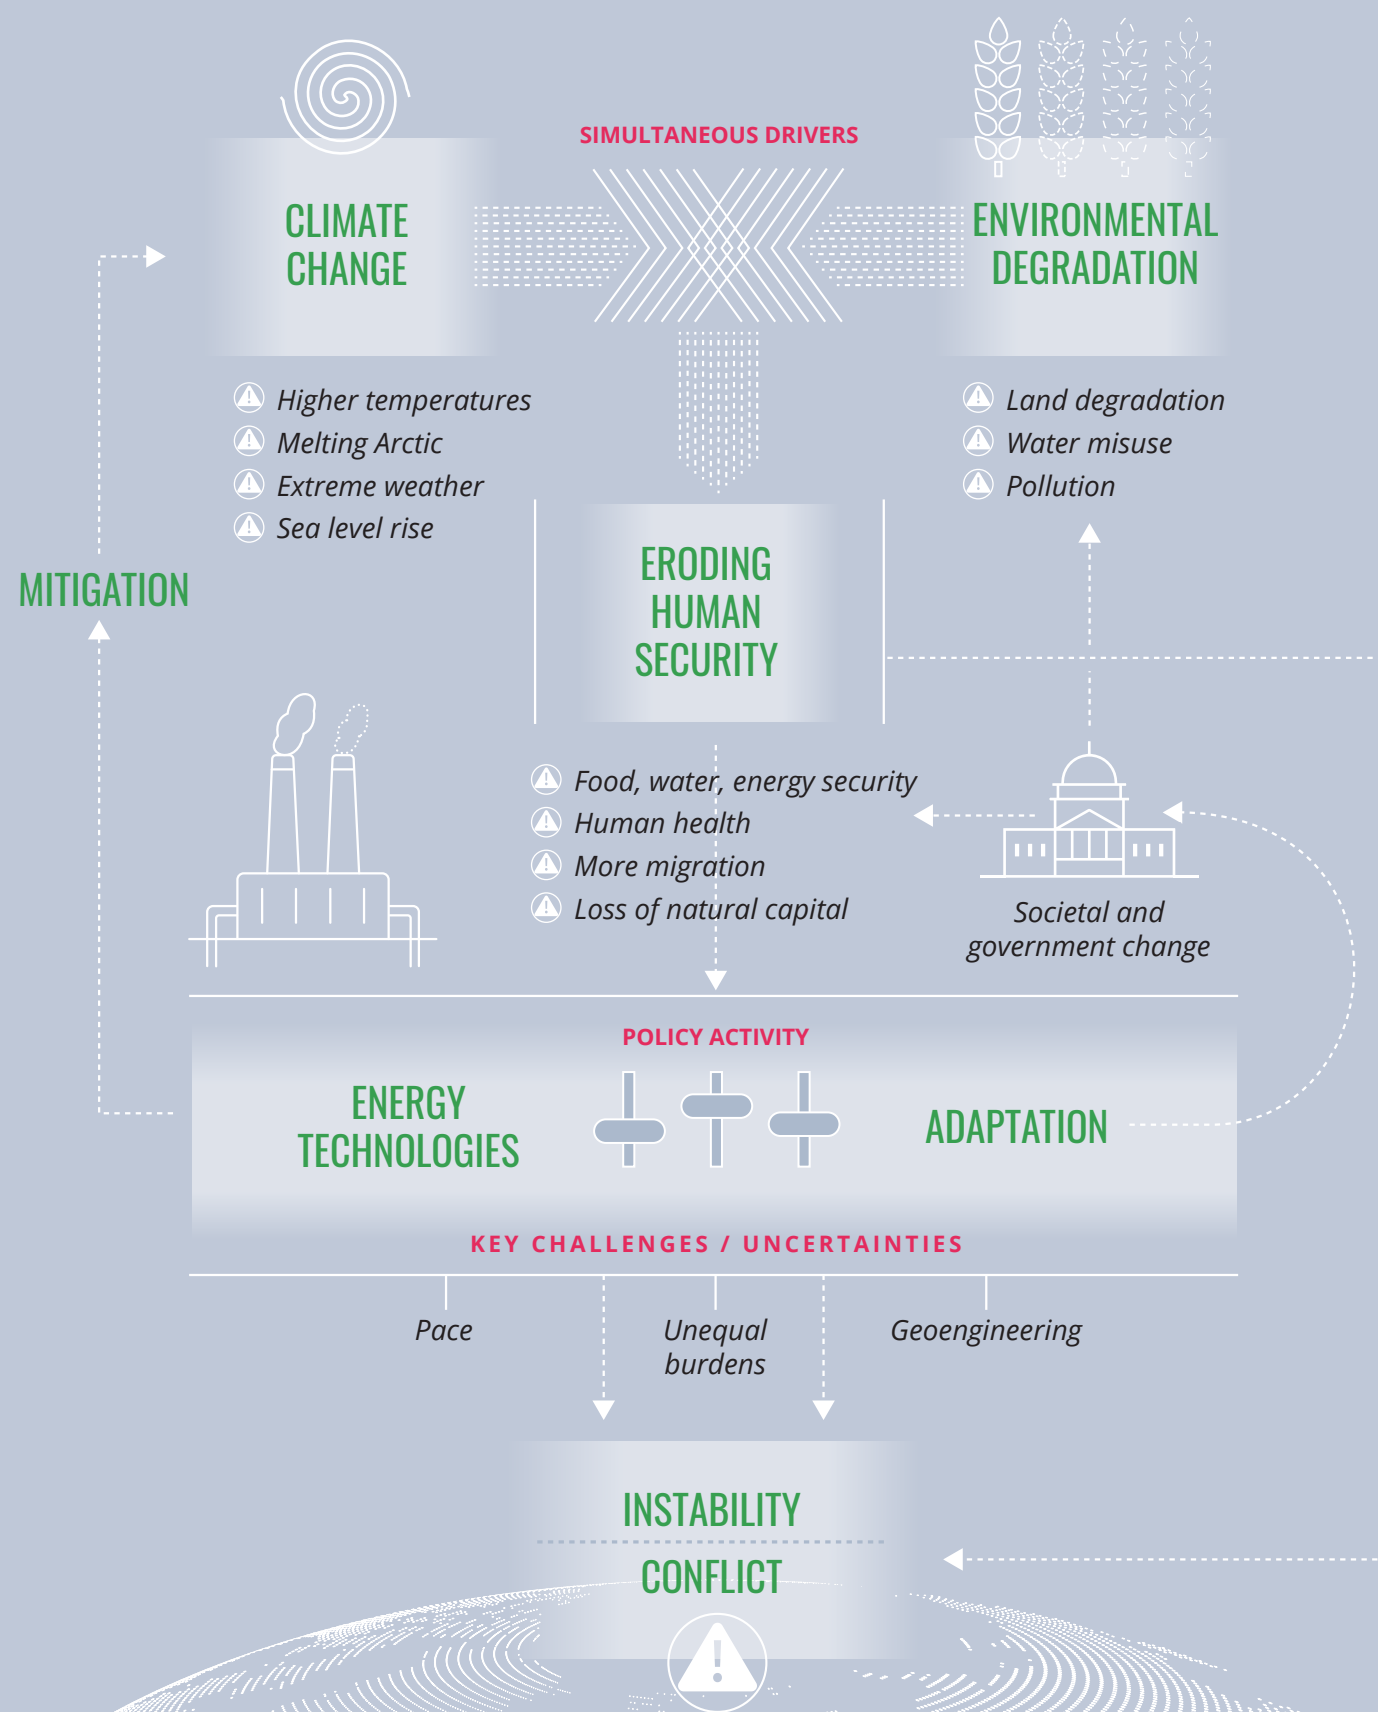 SIMULTANEOUS DRIVERS
CLIMATE
CHANGE
ENVIRONMENTAL
DEGRADATION
Higher temperatures
Melting Arctic
Extreme weather
Sea level rise
Land degradation
Water misuse
Pollution
MITIGATION
ERODING
HUMAN
SECURITY
Food, water, energy security
Human health
More migration
Loss of natural capital
Societal and
government change
POLICY ACTIVITY
ENERGY
TECHNOLOGIES
ADAPTATION
KEY CHALLENGES / UNCERTAINTIES
Pace
Unequal
burdens
Geoengineering
INSTABILITY
CONFLICT